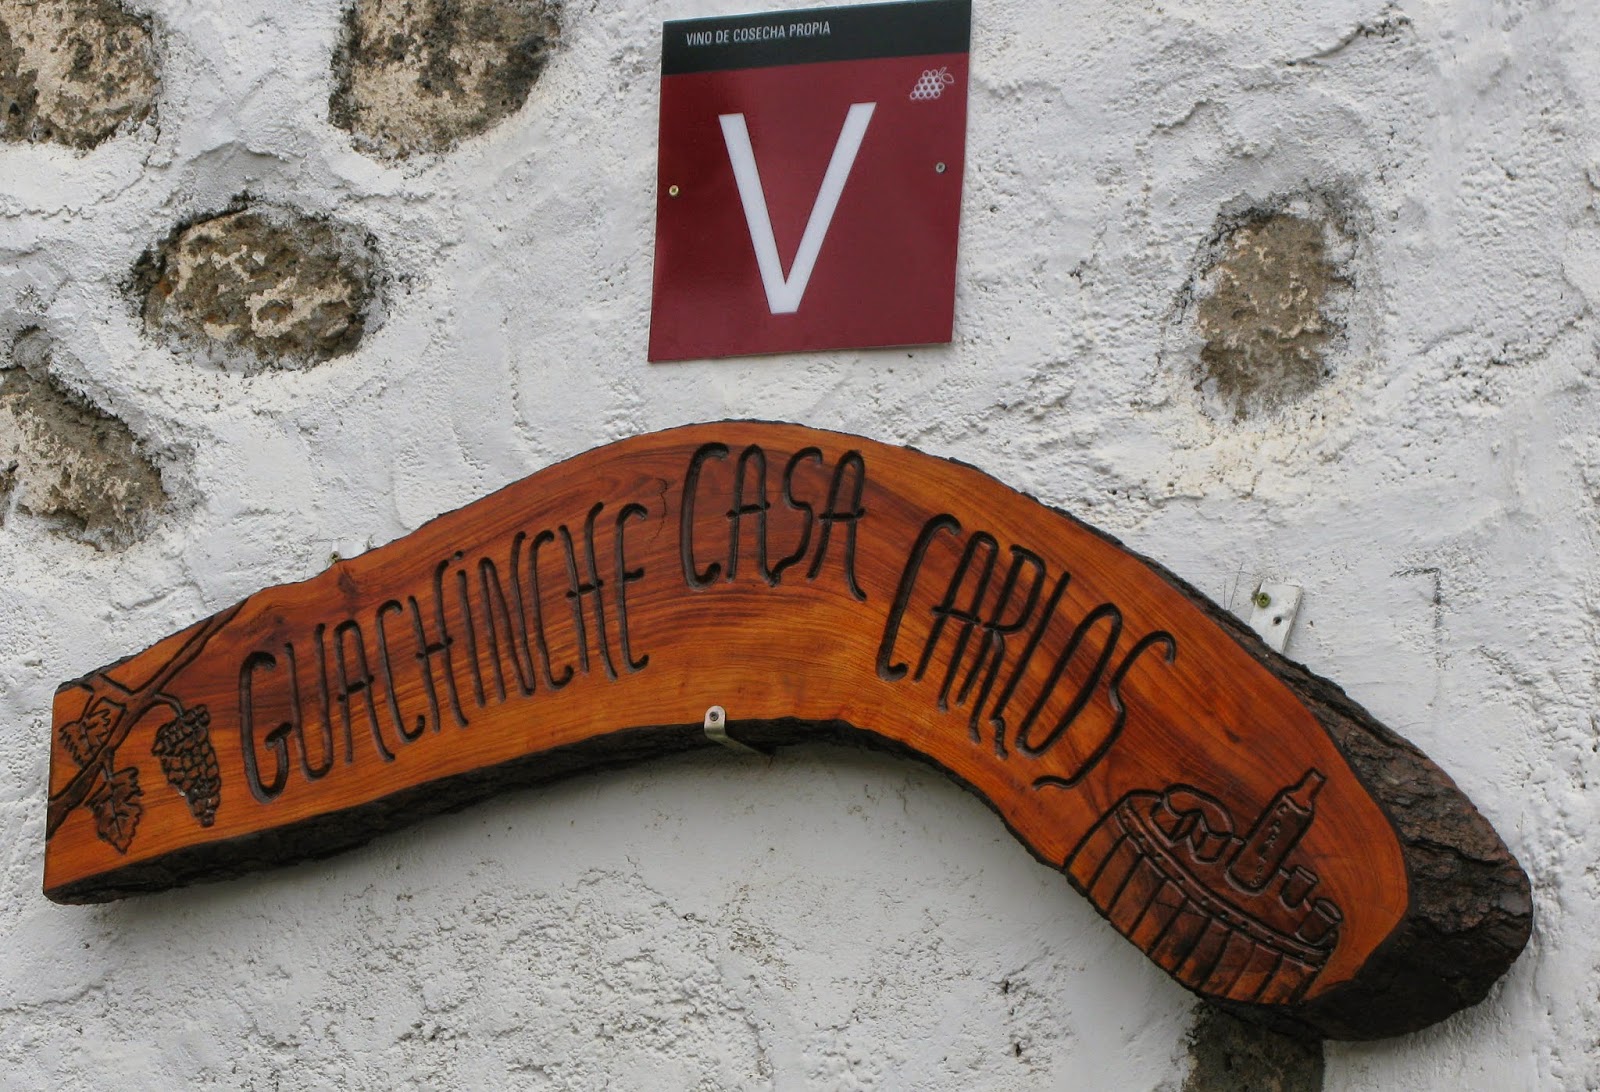 VINO DE COSECHA PROPIA
V
GUACHINCHE CASA CARLOS